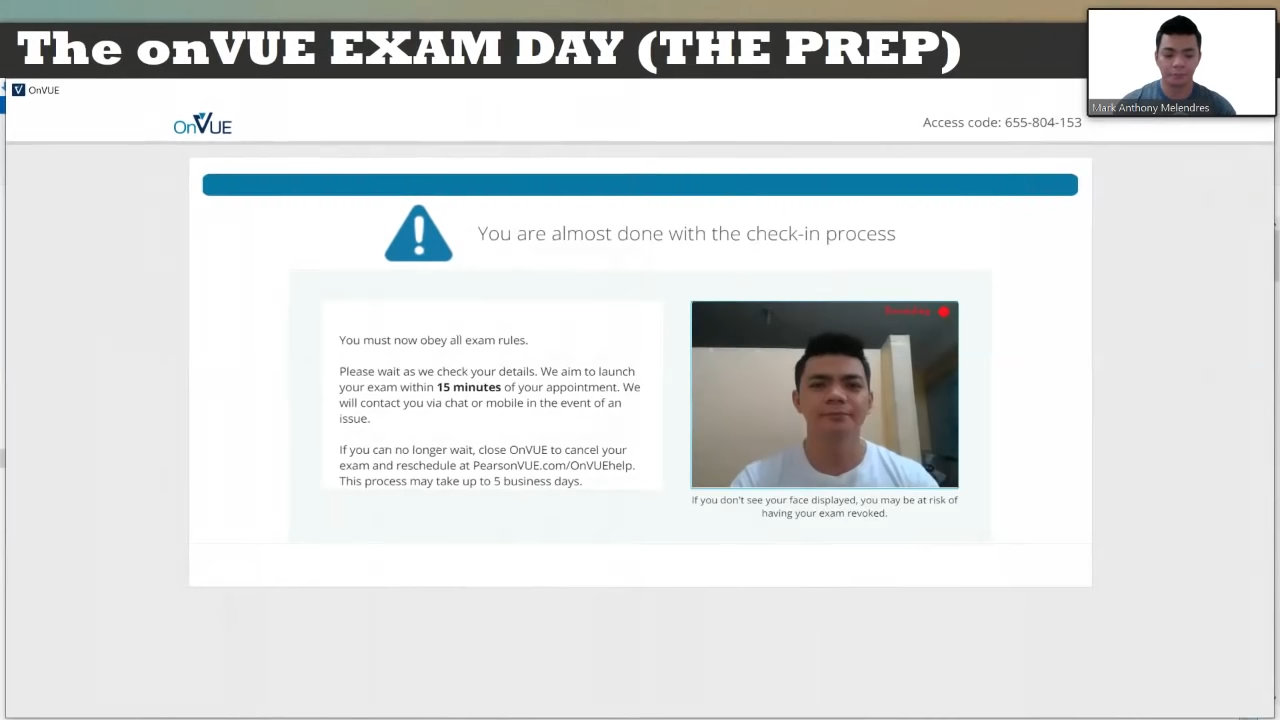 The onVUE EXAM DAY (THE PREP)
Mark Anthony Melendres
OnVUE
OnVUE
Access code: 655-804-153
You are almost done with the check-in process
You must now obey all exam rules.
Please wait as we check your details. We aim to launch
your exam within 15 minutes of your appointment. We
will contact you via chat or mobile in the event of an
issue.
If you can no longer wait, close OnVUE to cancel your
exam and reschedule at PearsonVUE.com/OnVUEhelp.
This process may take up to 5 business days.
Recording
If you don't see your face displayed, you may be at risk of
having your exam revoked.